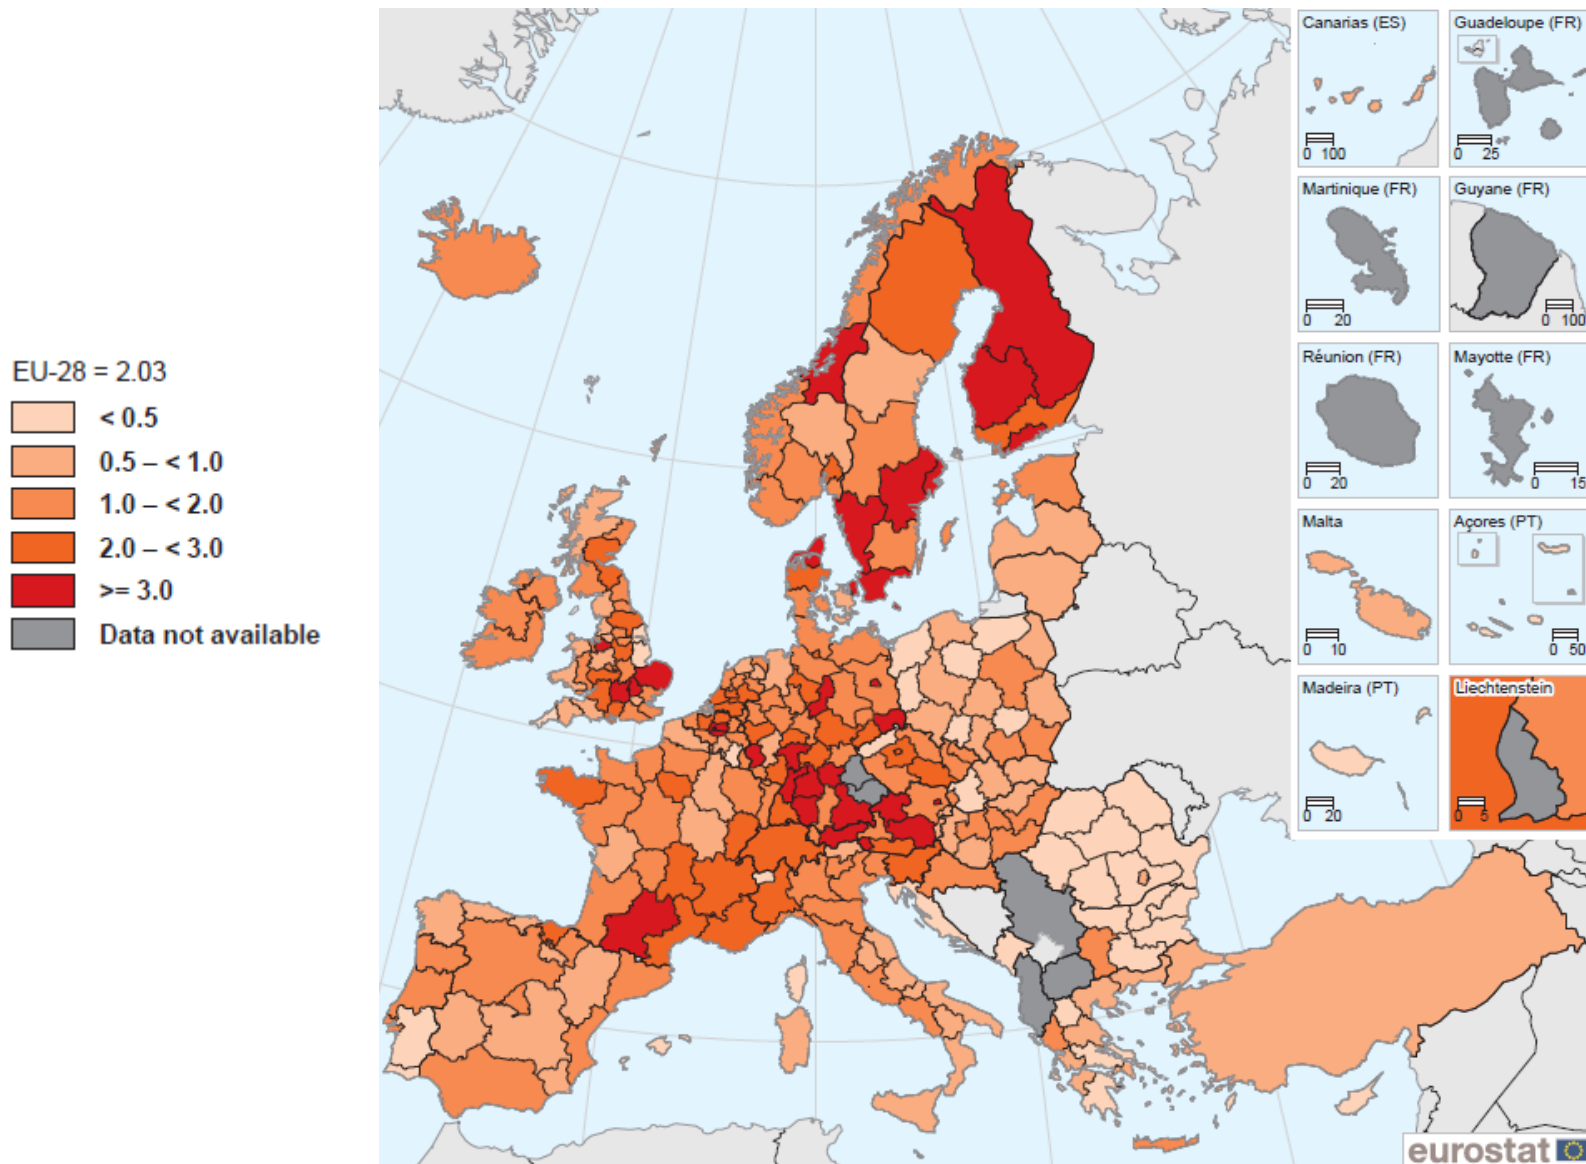 EU-28 = 2.03
< 0.5
0.5 – < 1.0
1.0 – < 2.0
2.0 – < 3.0
>= 3.0
Data not available
Canarias (ES)
0 100
Guadeloupe (FR)
0 25
Martinique (FR)
0 20
Guyane (FR)
0 100
Réunion (FR)
0 20
Mayotte (FR)
0 15
Malta
0 10
Açores (PT)
0 50
Madeira (PT)
0 20
Liechtenstein
0 5
eurostat